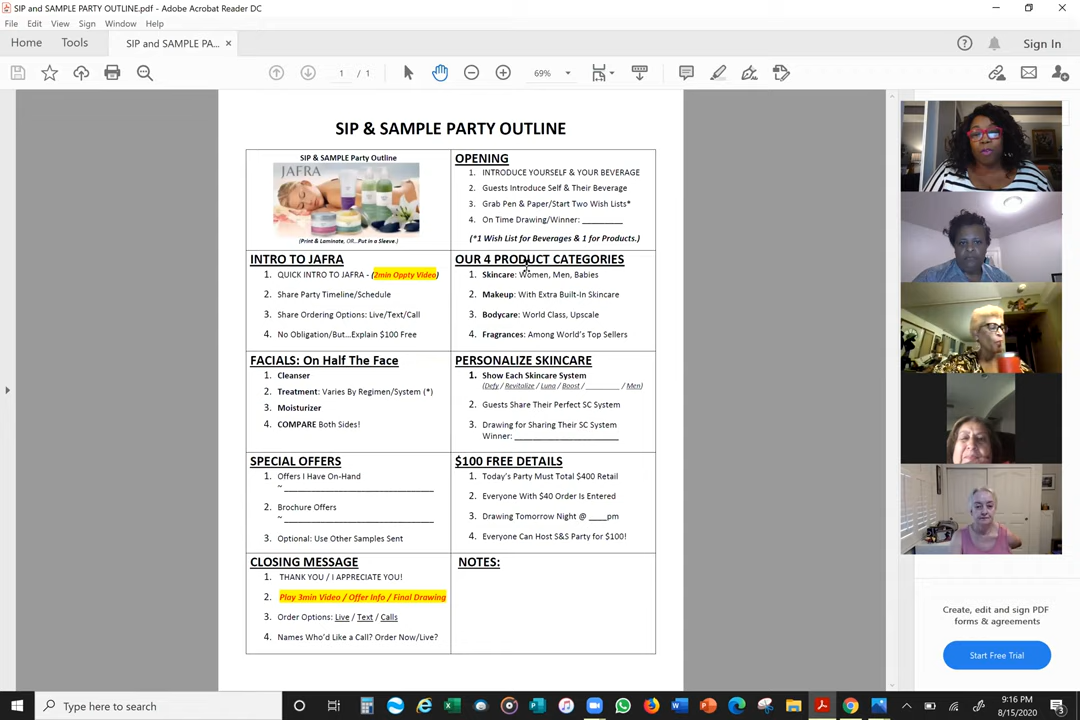 SIP and SAMPLE PARTY OUTLINE.pdf - Adobe Acrobat Reader DC
File Edit View Sign Window Help
Home Tools SIP and SAMPLE PA... × Sign In
1 / 1 69%
SIP & SAMPLE PARTY OUTLINE
SIP & SAMPLE Party Outline
JAFRA
(Print & Laminate, OR...Put in a Sleeve.)
OPENING
1. INTRODUCE YOURSELF & YOUR BEVERAGE
2. Guests Introduce Self & Their Beverage
3. Grab Pen & Paper/Start Two Wish Lists*
4. On Time Drawing/Winner: ________
(*1 Wish List for Beverages & 1 for Products.)
INTRO TO JAFRA
1. QUICK INTRO TO JAFRA - (2min Oppty Video)
2. Share Party Timeline/Schedule
3. Share Ordering Options: Live/Text/Call
4. No Obligation/But...Explain $100 Free
OUR 4 PRODUCT CATEGORIES
1. Skincare: Women, Men, Babies
2. Makeup: With Extra Built-In Skincare
3. Bodycare: World Class, Upscale
4. Fragrances: Among World's Top Sellers
FACIALS: On Half The Face
1. Cleanser
2. Treatment: Varies By Regimen/System (*)
3. Moisturizer
4. COMPARE Both Sides!
PERSONALIZE SKINCARE
1. Show Each Skincare System
(Defy / Revitalize / Luna / Boost / ________ / Men)
2. Guests Share Their Perfect SC System
3. Drawing for Sharing Their SC System
Winner: ____________________
SPECIAL OFFERS
1. Offers I Have On-Hand
~ ____________________
2. Brochure Offers
~ ____________________
3. Optional: Use Other Samples Sent
$100 FREE DETAILS
1. Today's Party Must Total $400 Retail
2. Everyone With $40 Order Is Entered
3. Drawing Tomorrow Night @ ____pm
4. Everyone Can Host S&S Party for $100!
CLOSING MESSAGE
1. THANK YOU / I APPRECIATE YOU!
2. Play 3min Video / Offer Info / Final Drawing
3. Order Options: Live / Text / Calls
4. Names Who'd Like a Call? Order Now/Live?
NOTES:
Create, edit and sign PDF
forms & agreements
Start Free Trial
Type here to search
9:16 PM
8/15/2020
3